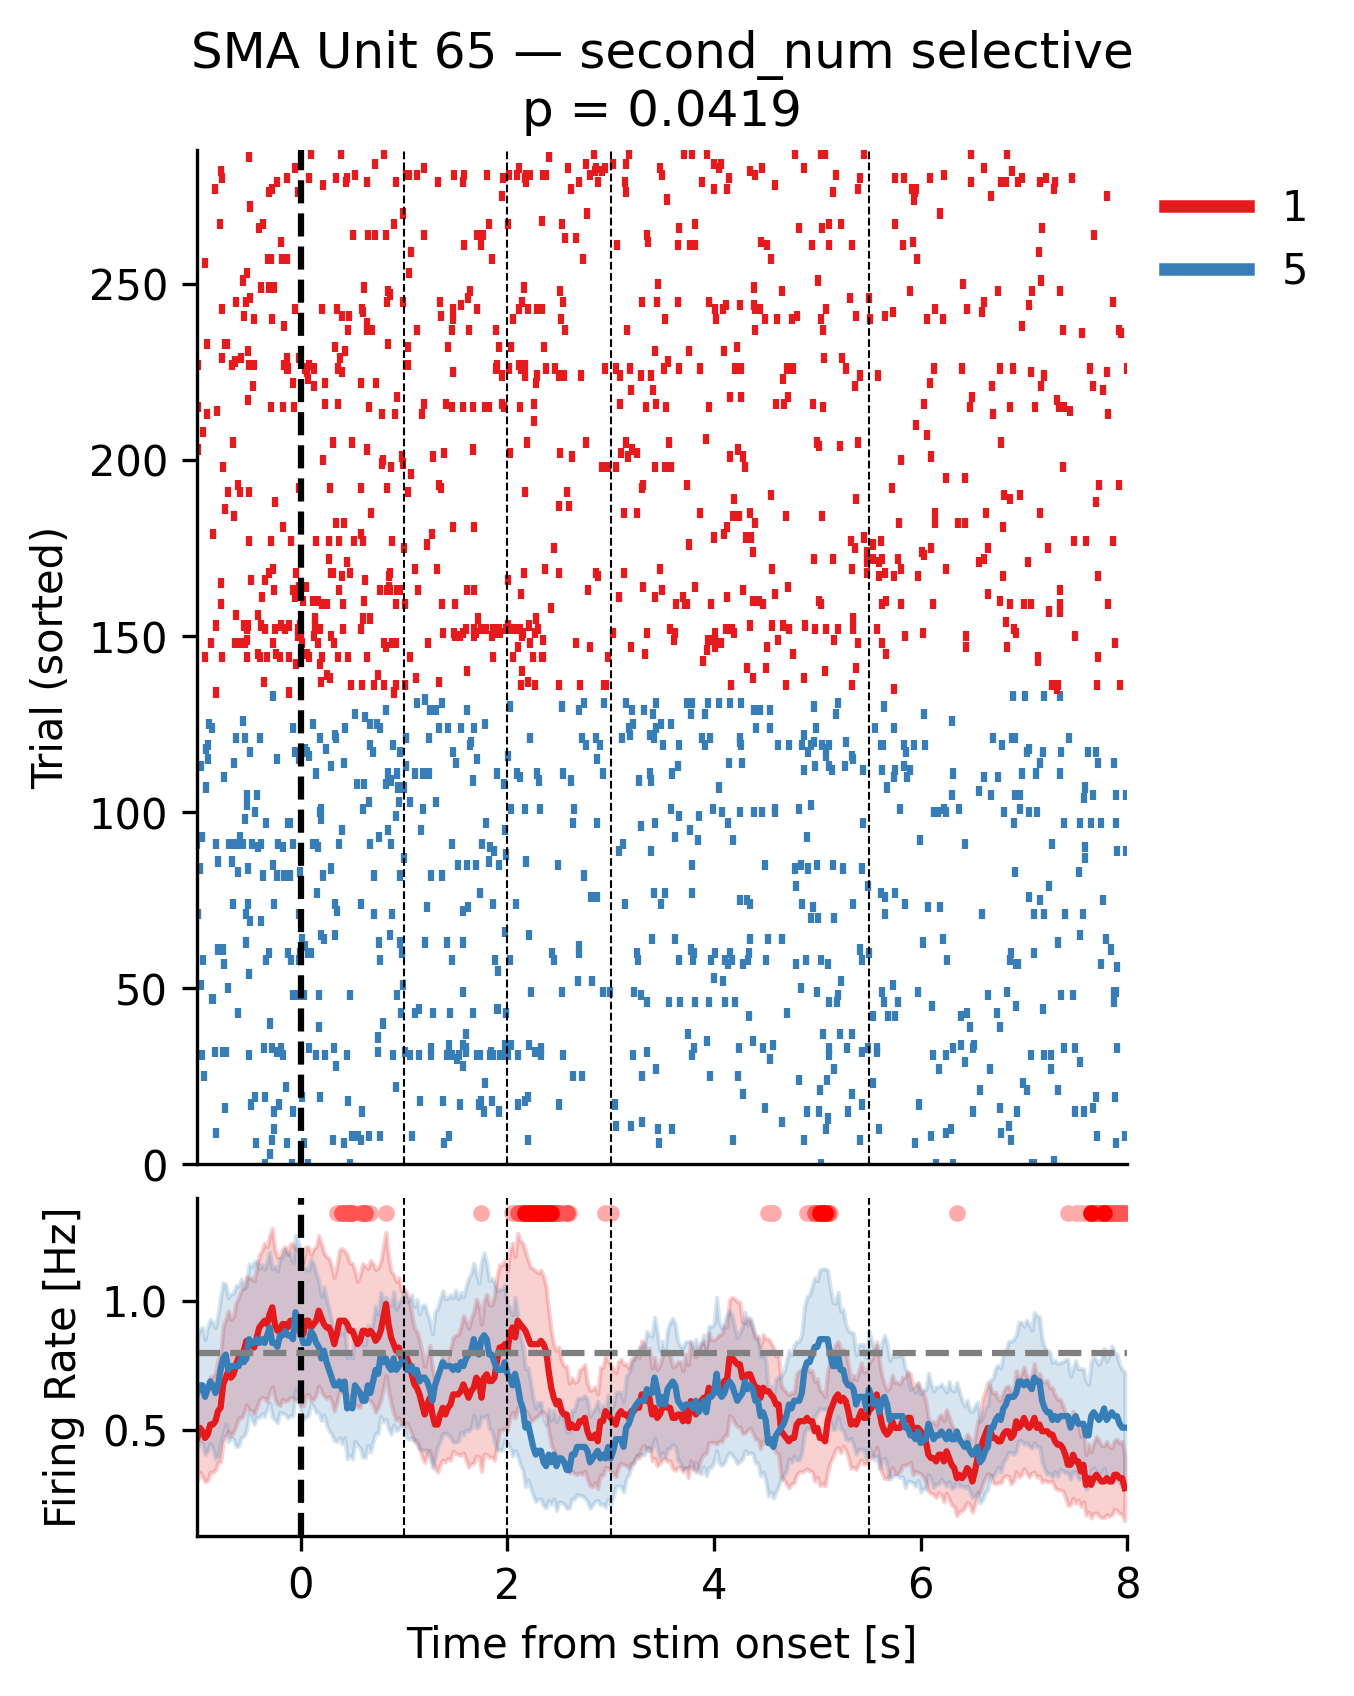 SMA Unit 65 — second_num selective
p = 0.0419
1
5
Trial (sorted)
250
200
150
100
50
0
Firing Rate [Hz]
1.0
0.5
0 2 4 6 8
Time from stim onset [s]